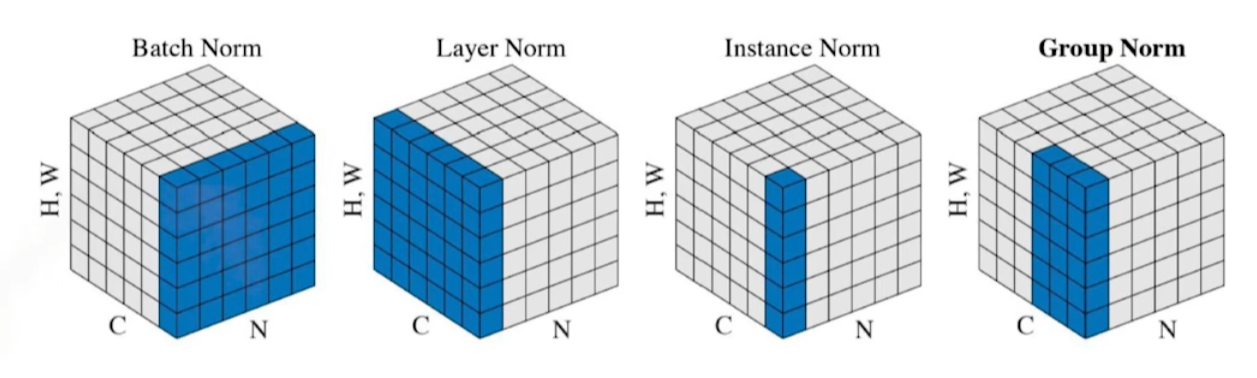 Batch Norm
Layer Norm
Instance Norm
Group Norm
H, W
C
N
H, W
C
N
H, W
C
N
H, W
C
N